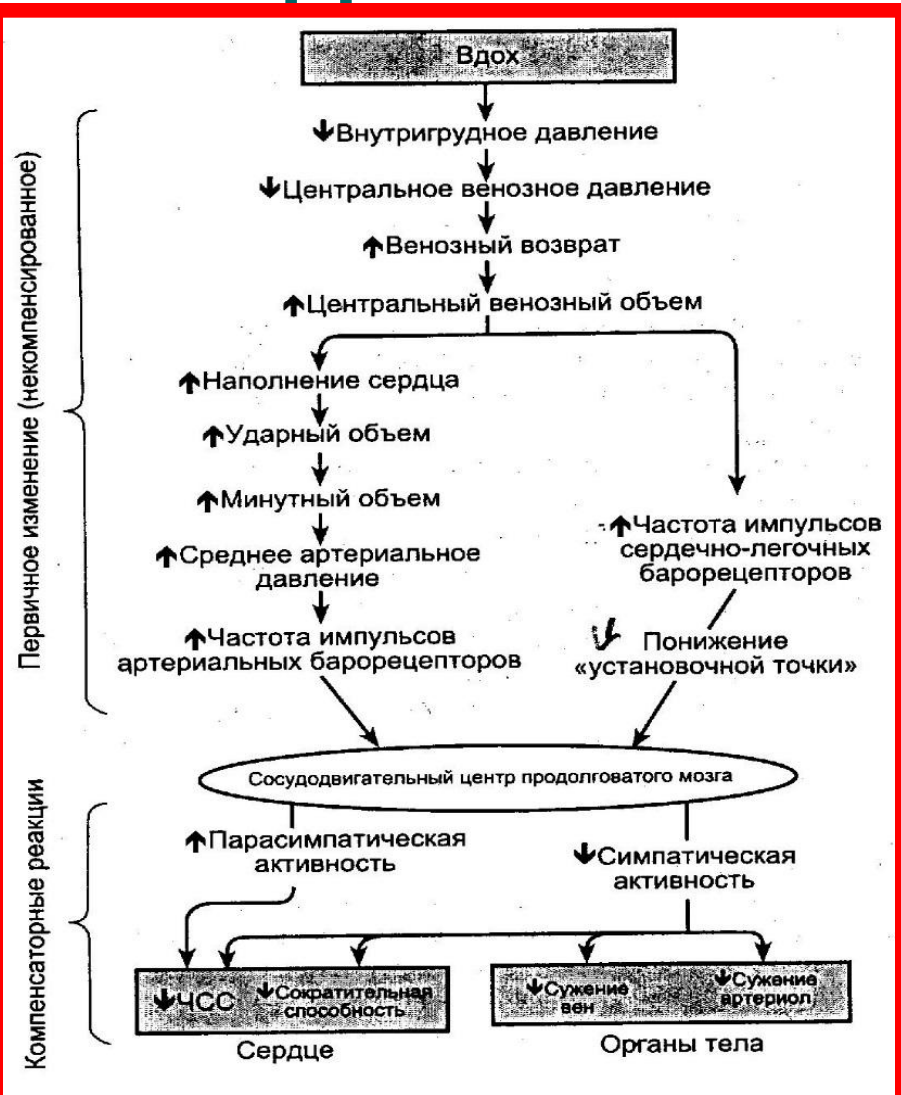 Вдох
Первичное изменение (некомпенсированное)
↓Внутригрудное давление
↓Центральное венозное давление
↑Венозный возврат
↑Центральный венозный объем
↑Наполнение сердца
↑Ударный объем
↑Минутный объем
↑Среднее артериальное
давление
↑Частота импульсов
артериальных барорецепторов
↑Частота импульсов
сердечно-легочных
барорецепторов
↓ Понижение
«установочной точки»
Сосудодвигательный центр продолговатого мозга
Компенсаторные реакции
↑Парасимпатическая
активность
↓Симпатическая
активность
↓ЧСС
↓Сократительная
способность
↓Сужение
вен
↓Сужение
артериол
Сердце
Органы тела